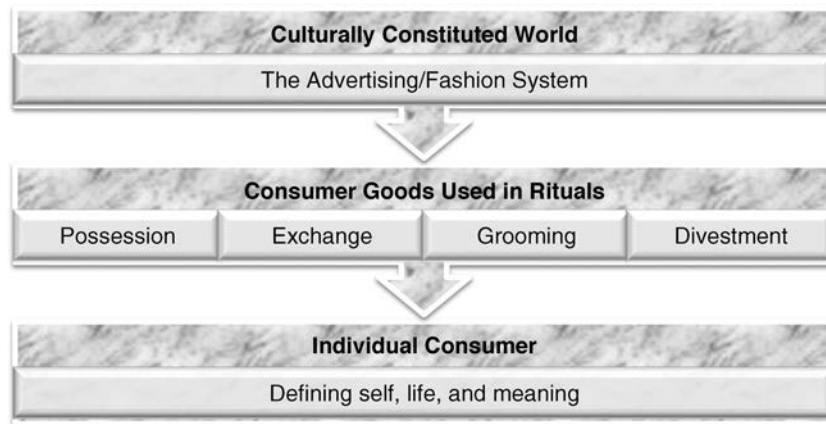 Culturally Constituted World
The Advertising/Fashion System
Consumer Goods Used in Rituals
Possession Exchange Grooming Divestment
Individual Consumer
Defining self, life, and meaning